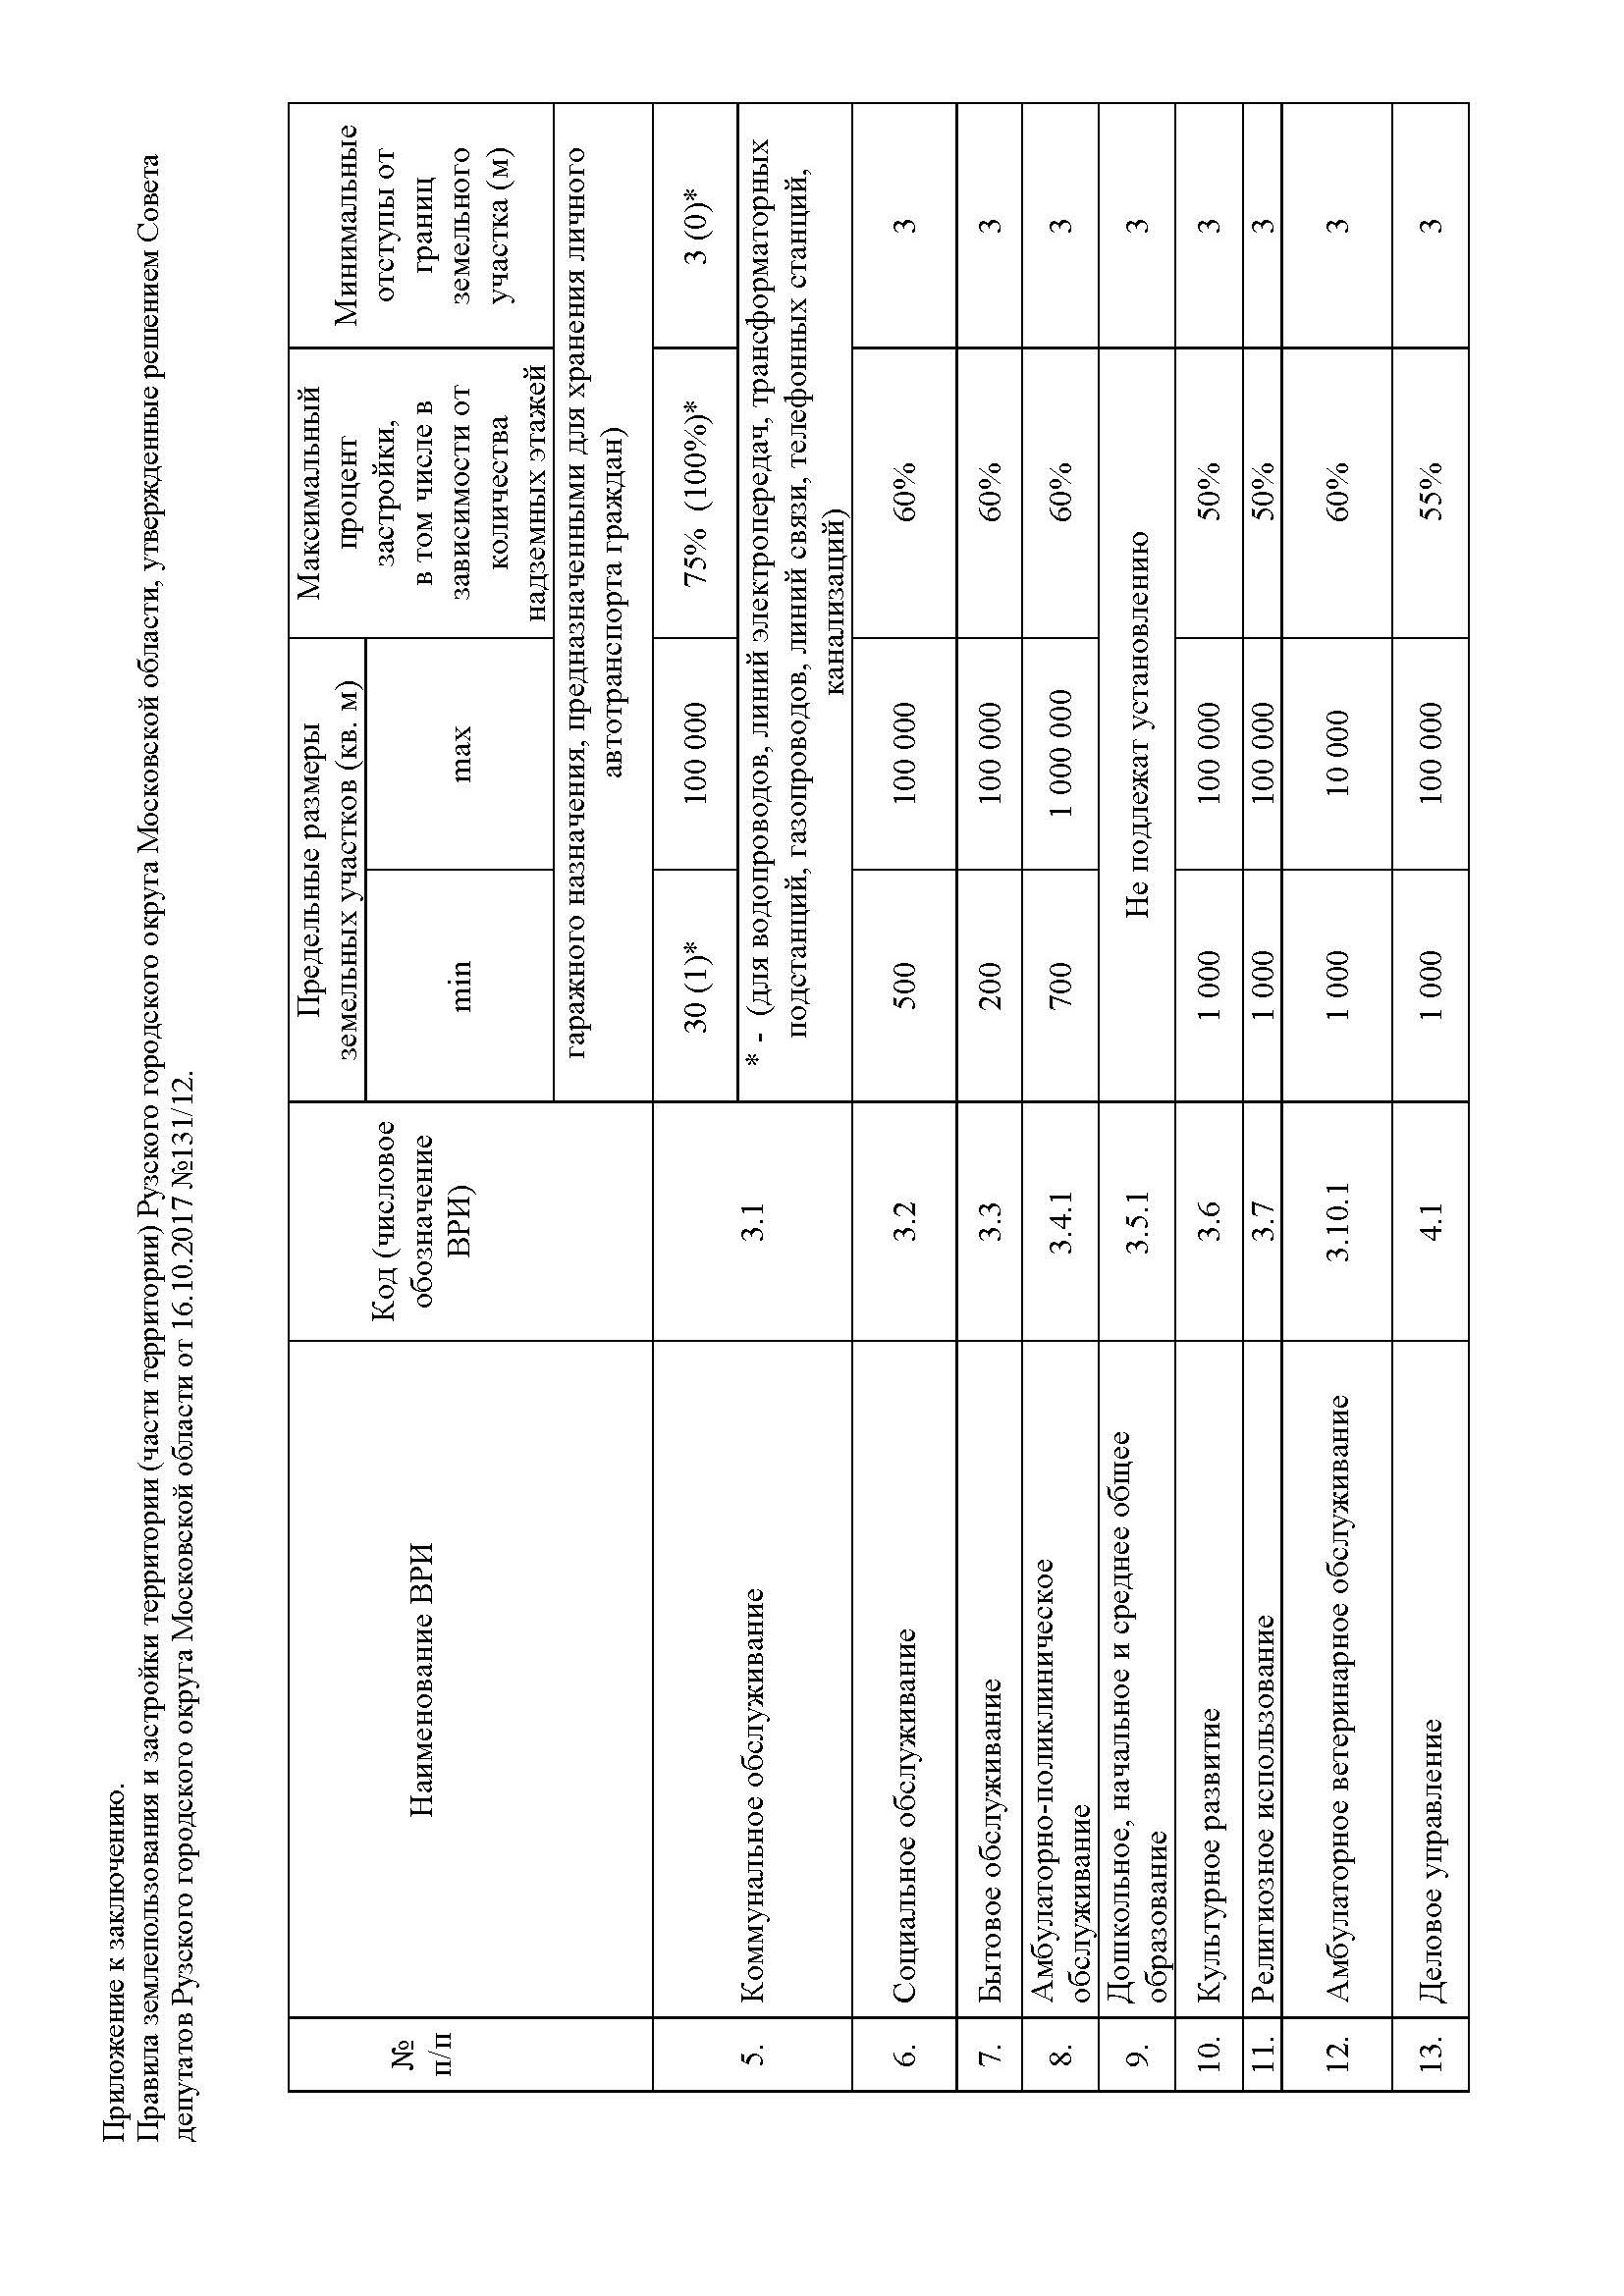 Приложение к заключению.
Правила землепользования и застройки территории (части территории) Рузского городского округа Московской области, утвержденные решением Совета
депутатов Рузского городского округа Московской области от 16.10.2017 №131/12.
№
п/п
Наименование ВРИ
Код (числовое
обозначение
ВРИ)
Предельные размеры
земельных участков (кв. м)
min
max
Максимальный
процент
застройки,
в том числе в
зависимости от
количества
надземных этажей
Минимальные
отступы от
границ
земельного
участка (м)
гаражного назначения, предназначенными для хранения личного
автотранспорта граждан)
5.
Коммунальное обслуживание
3.1
30 (1)*
100 000
75% (100%)*
3 (0)*
* - (для водопроводов, линий электропередач, трансформаторных
подстанций, газопроводов, линий связи, телефонных станций,
канализаций)
6.
Социальное обслуживание
3.2
500
100 000
60%
3
7.
Бытовое обслуживание
3.3
200
100 000
60%
3
8.
Амбулаторно-поликлиническое
обслуживание
3.4.1
700
1 000 000
60%
3
9.
Дошкольное, начальное и среднее общее
образование
3.5.1
Не подлежат установлению
3
10.
Культурное развитие
3.6
1 000
100 000
50%
3
11.
Религиозное использование
3.7
1 000
100 000
50%
3
12.
Амбулаторное ветеринарное обслуживание
3.10.1
1 000
10 000
60%
3
13.
Деловое управление
4.1
1 000
100 000
55%
3